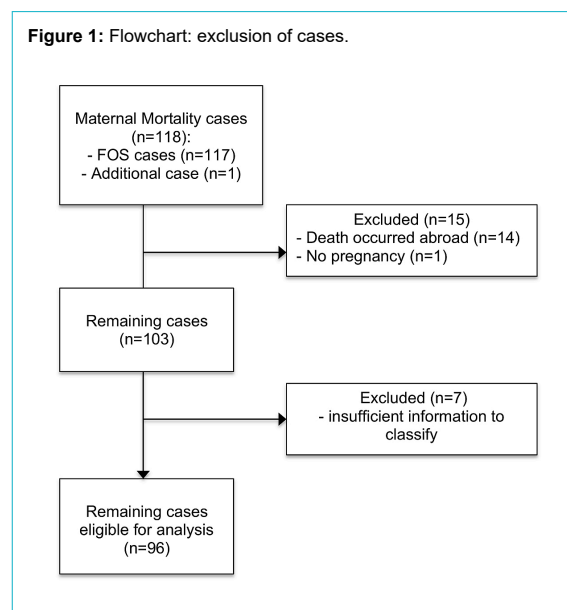 Figure 1: Flowchart: exclusion of cases.
Maternal Mortality cases
(n=118):
- FOS cases (n=117)
- Additional case (n=1)
Excluded (n=15)
- Death occurred abroad (n=14)
- No pregnancy (n=1)
Remaining cases
(n=103)
Excluded (n=7)
- insufficient information to
classify
Remaining cases
eligible for analysis
(n=96)